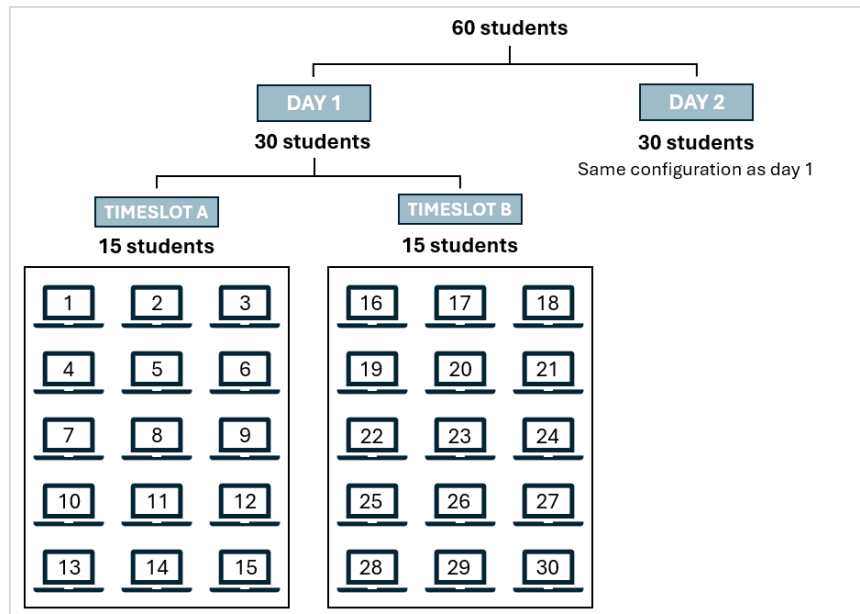 60 students
DAY 1
DAY 2
30 students
30 students
Same configuration as day 1
TIMESLOT A
TIMESLOT B
15 students
15 students
1 2 3
16 17 18
4 5 6
19 20 21
7 8 9
22 23 24
10 11 12
25 26 27
13 14 15
28 29 30